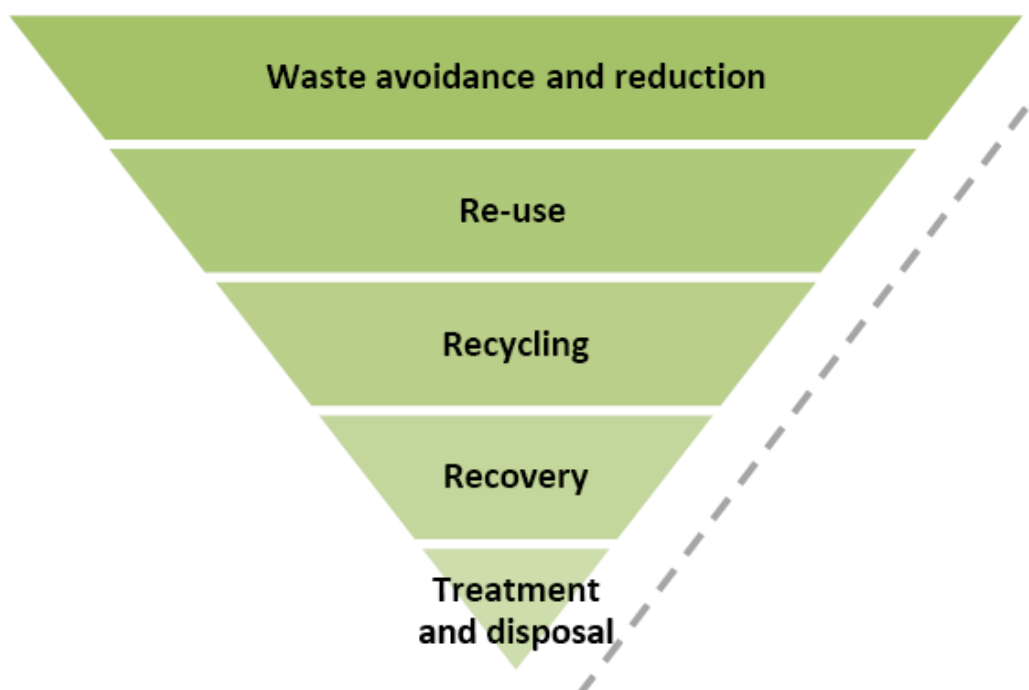 Waste avoidance and reduction
Re-use
Recycling
Recovery
Treatment
and disposal